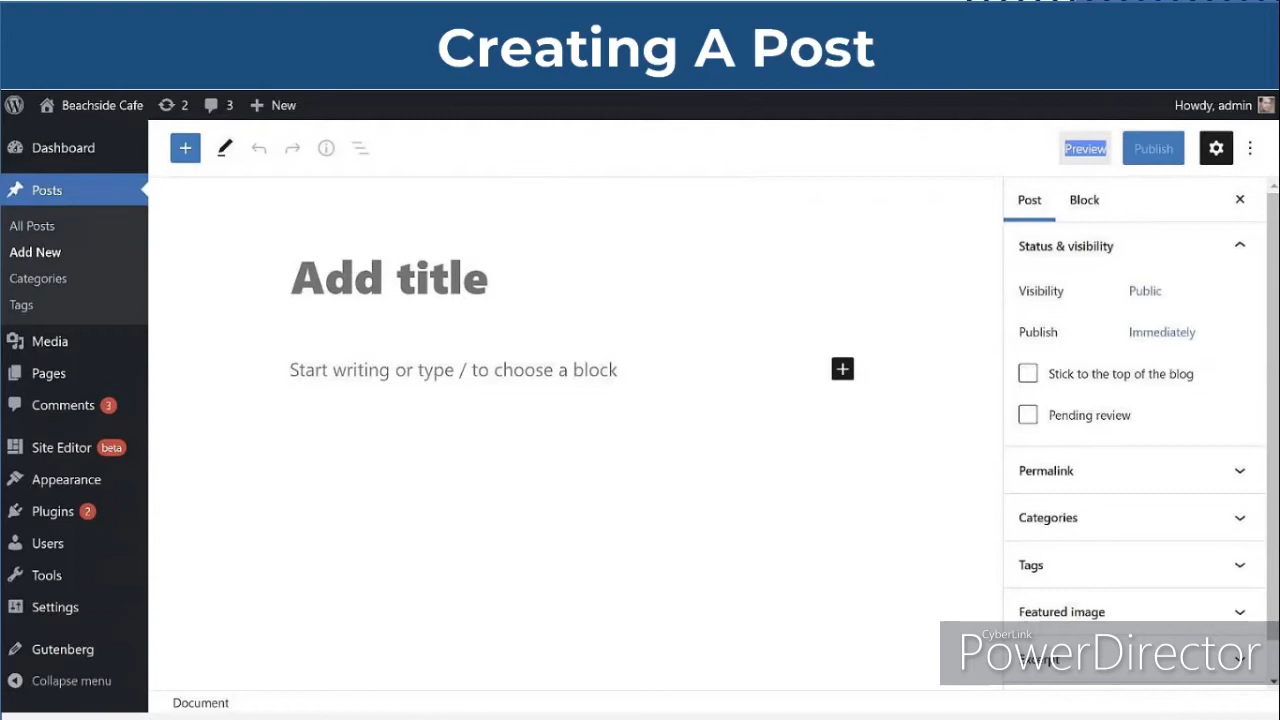 Creating A Post
Beachside Cafe 2 3 New Howdy, admin
Dashboard
Posts
All Posts
Add New
Categories
Tags
Media
Pages
Comments 3
Site Editor beta
Appearance
Plugins 2
Users
Tools
Settings
Gutenberg
Collapse menu
Preview Publish
Add title
Start writing or type / to choose a block
Document
Post Block
Status & visibility
Visibility Public
Publish Immediately
Stick to the top of the blog
Pending review
Permalink
Categories
Tags
Featured image
Excerpt
CyberLink
PowerDirector